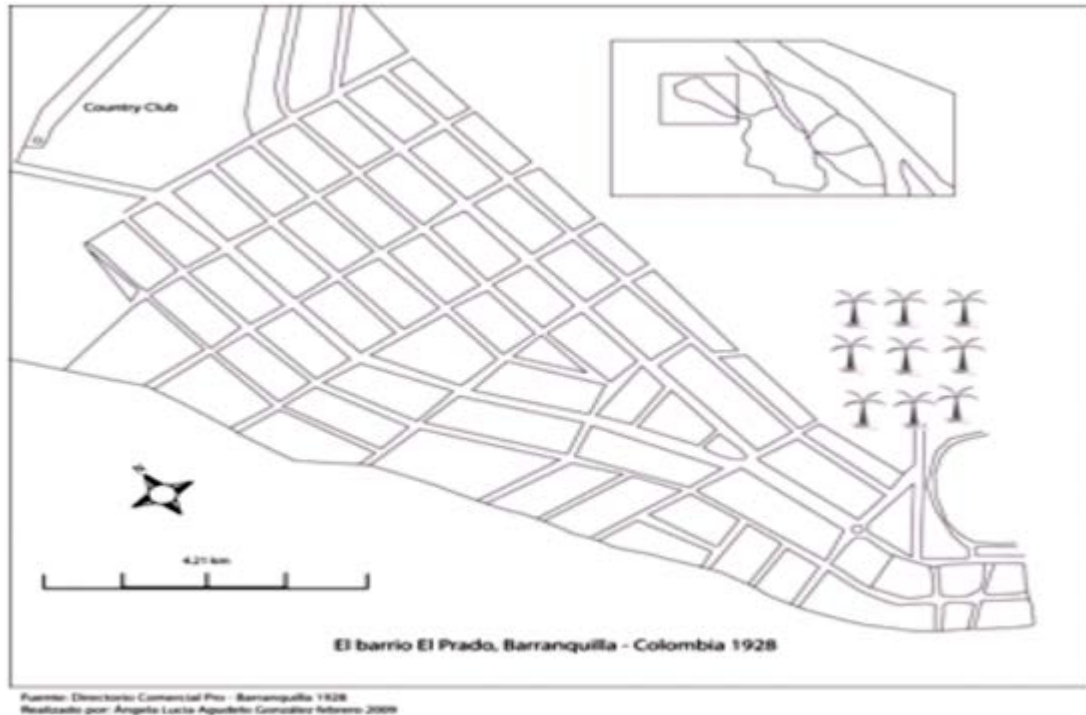 Country Club
4.21 km
El barrio El Prado, Barranquilla - Colombia 1928
Fuente: Directorio Comercial Pro - Barranquilla 1928
Realizado por: Ángela Lucia Agudelo González febrero 2009